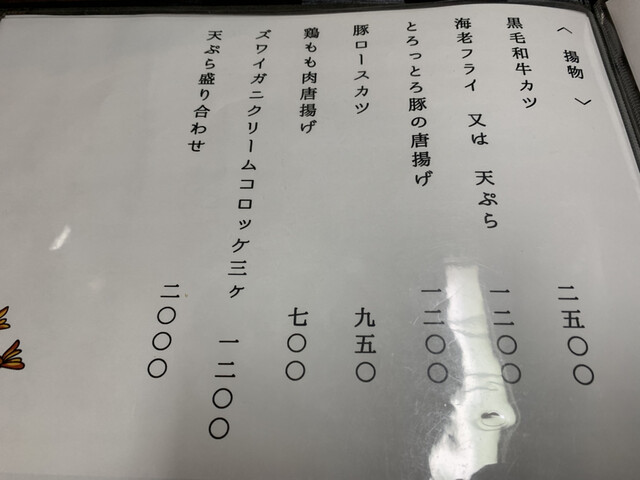 〈 揚物 〉
黒毛和牛カツ 二五〇〇
海老フライ 又は 天ぷら 一二〇〇
とろっとろ豚の唐揚げ 一二〇〇
豚ロースカツ 九五〇
鶏もも肉唐揚げ 七〇〇
ズワイガニクリームコロッケ三ヶ 一二〇〇
天ぷら盛り合わせ 二〇〇〇